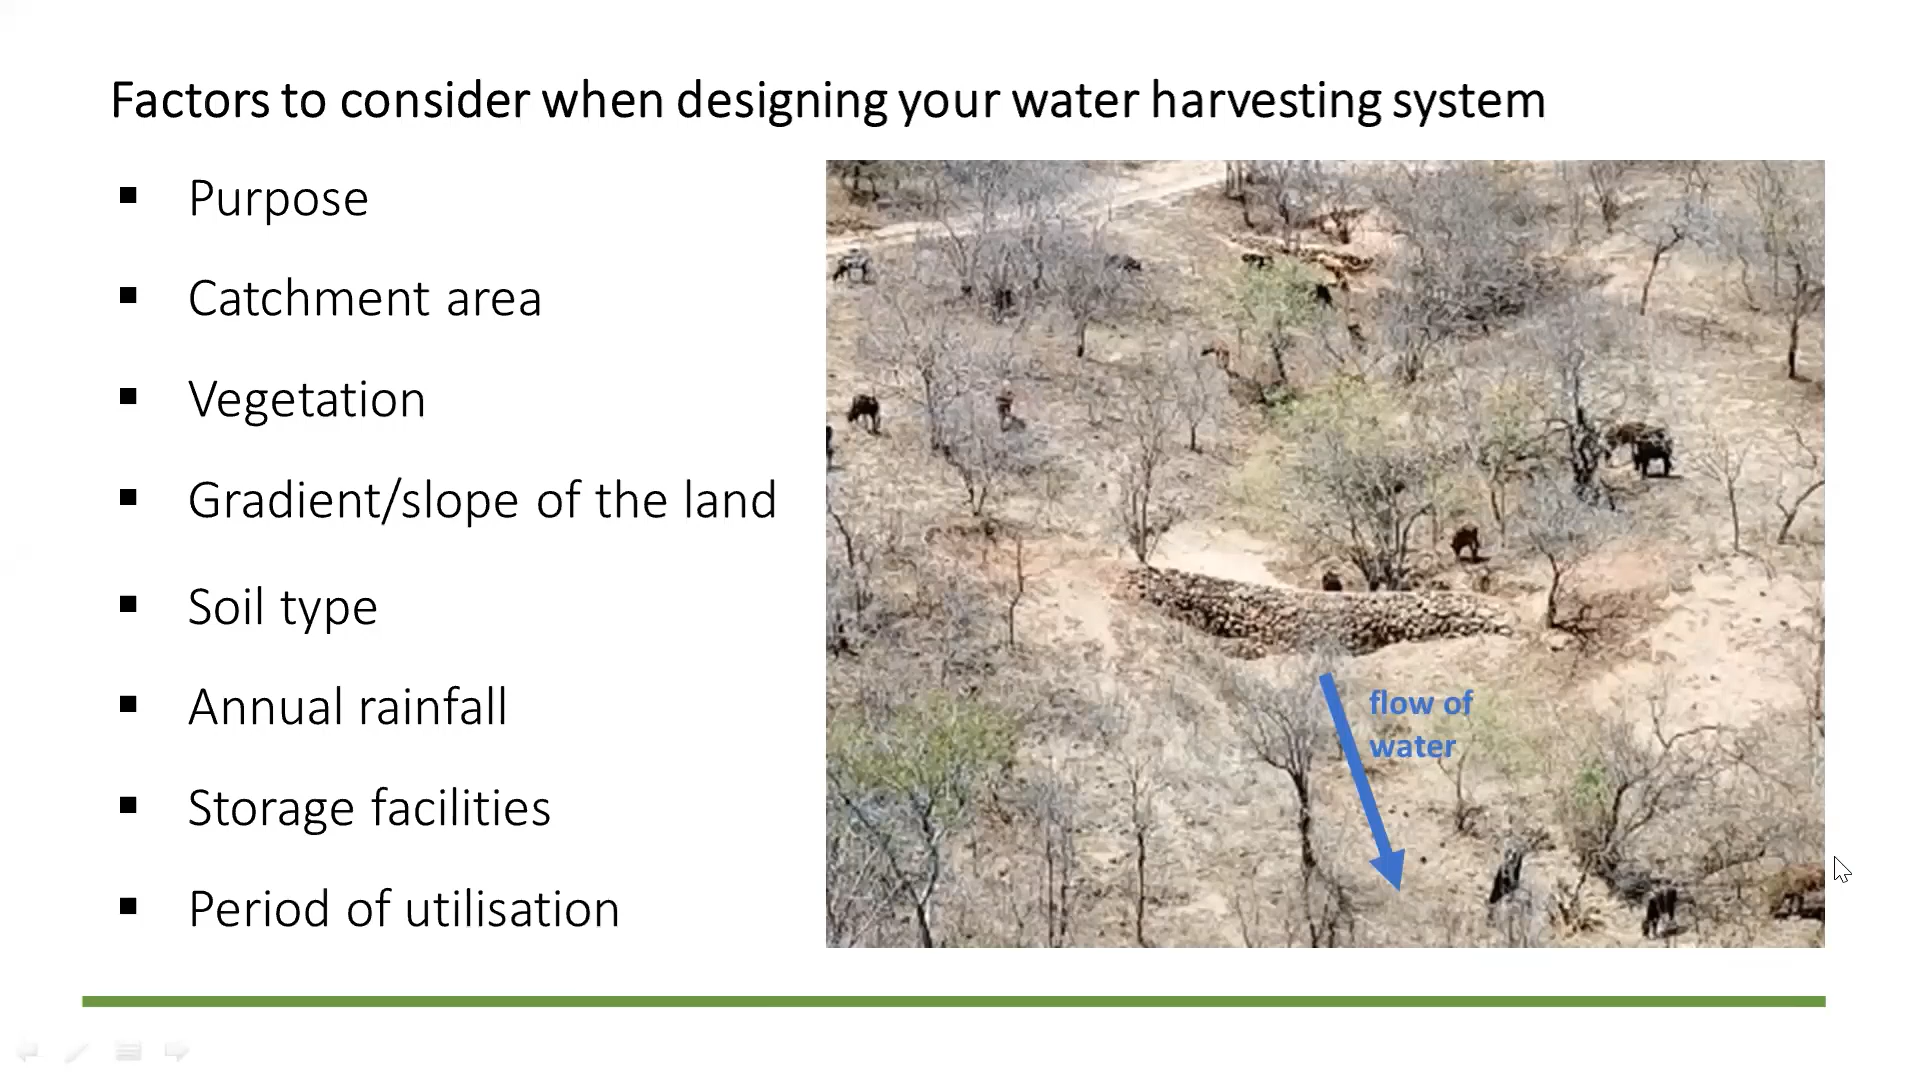 Factors to consider when designing your water harvesting system
Purpose
Catchment area
Vegetation
Gradient/slope of the land
Soil type
Annual rainfall
Storage facilities
Period of utilisation
flow of
water